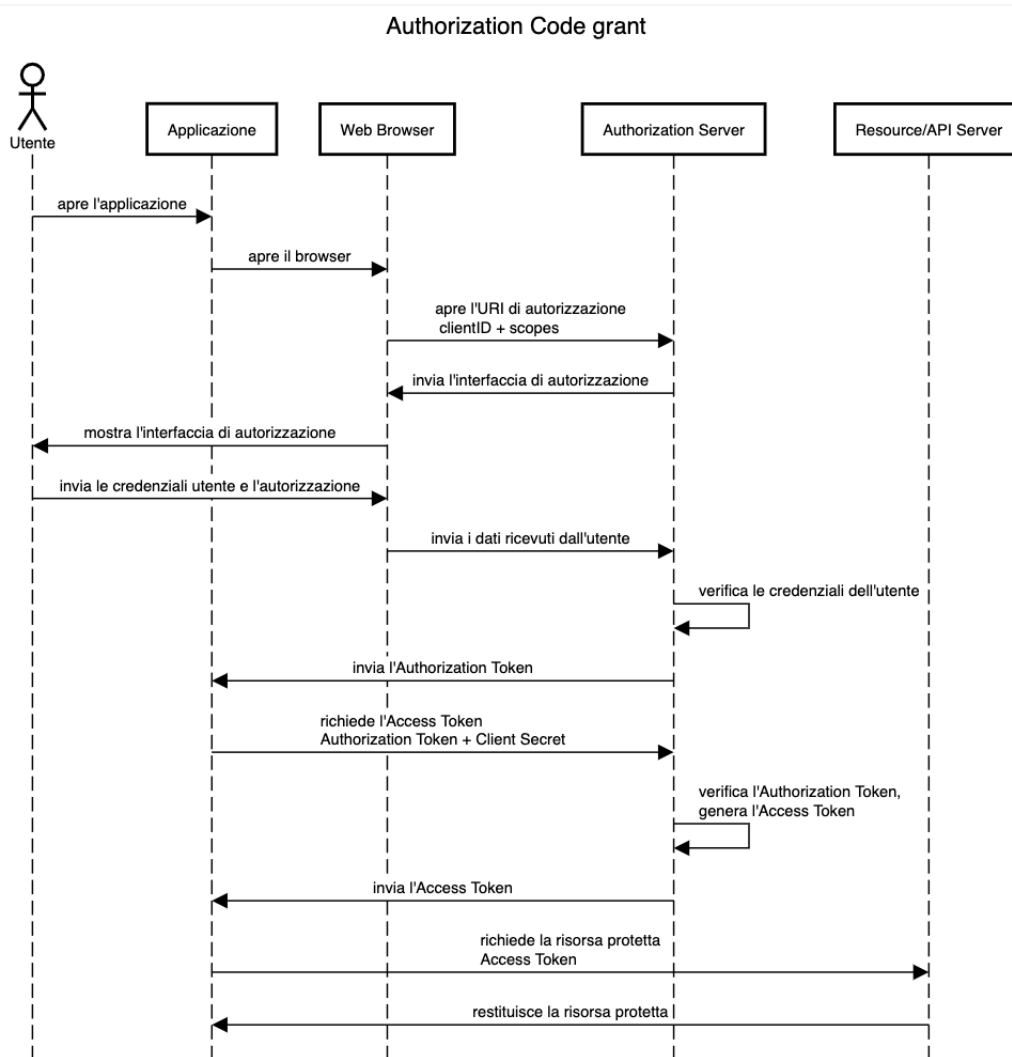 Authorization Code grant
Utente
Applicazione
Web Browser
Authorization Server
Resource/API Server
apre l'applicazione
apre il browser
apre l'URI di autorizzazione
clientID + scopes
invia l'interfaccia di autorizzazione
mostra l'interfaccia di autorizzazione
invia le credenziali utente e l'autorizzazione
invia i dati ricevuti dall'utente
verifica le credenziali dell'utente
invia l'Authorization Token
richiede l'Access Token
Authorization Token + Client Secret
verifica l'Authorization Token,
genera l'Access Token
invia l'Access Token
richiede la risorsa protetta
Access Token
restituisce la risorsa protetta